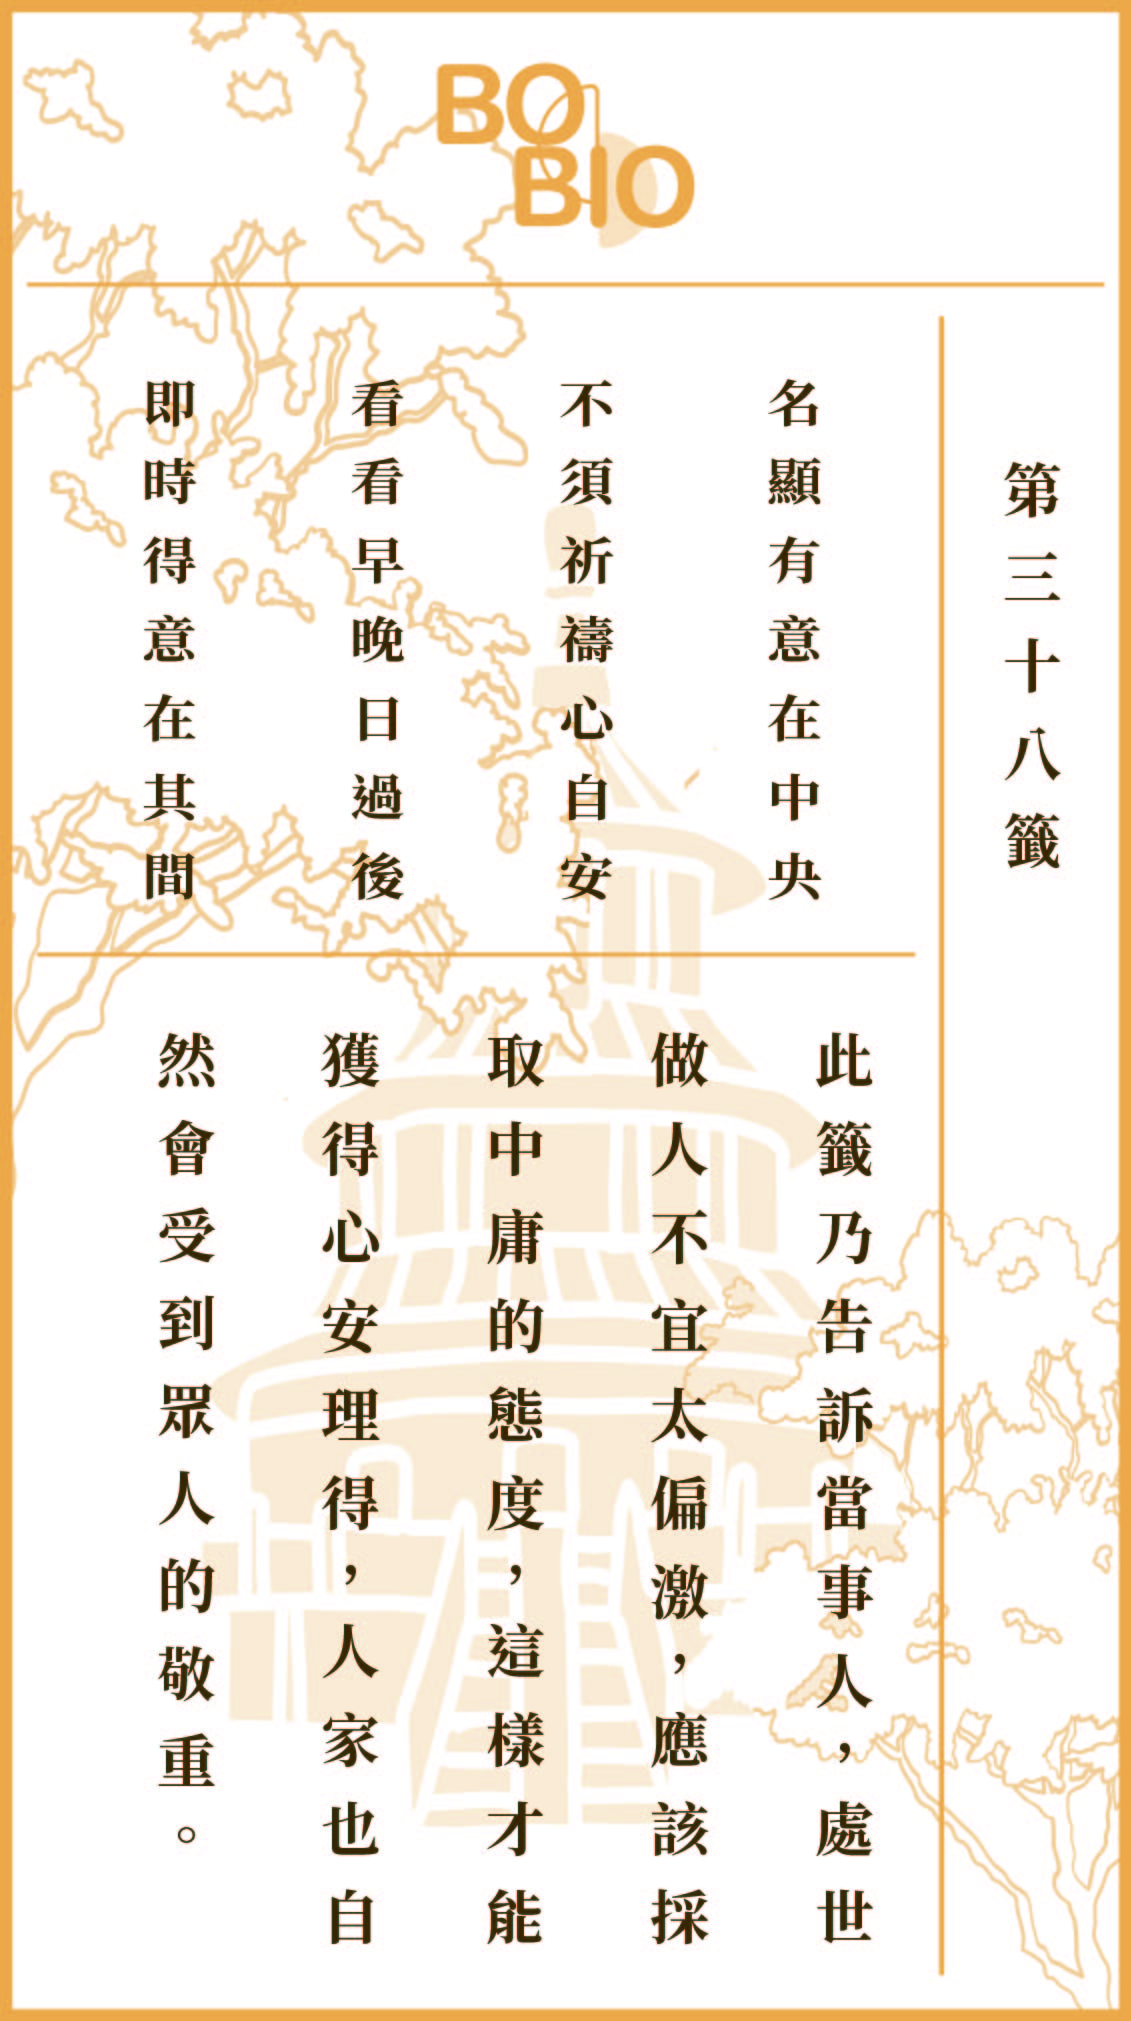 BO
BIO
第三十八籤
名顯有意在中央
不須祈禱心自安
看看早晚日過後
即時得意在其間
此籤乃告訴當事人，處世
做人不宜太偏激，應該採
取中庸的態度，這樣才能
獲得心安理得，人家也自
然會受到眾人的敬重。